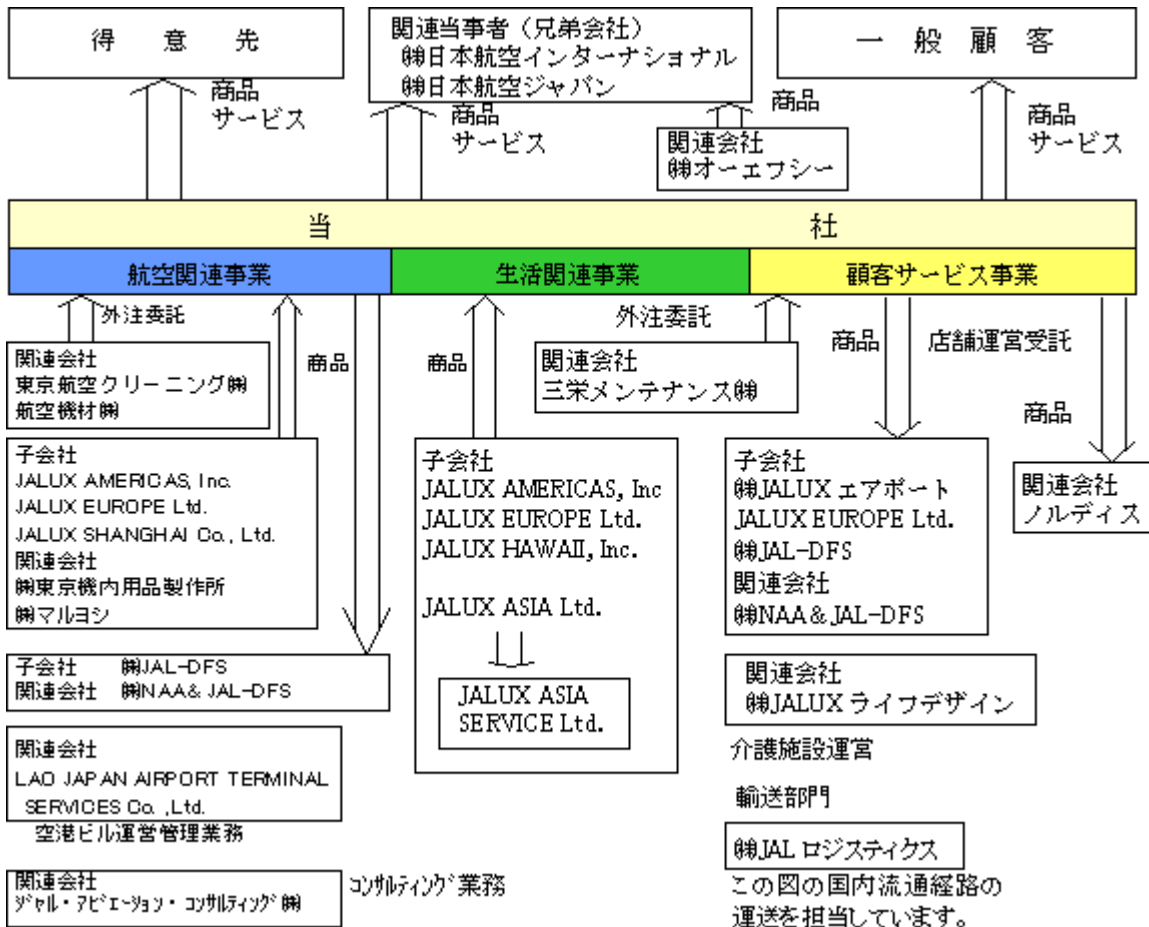 得 意 先
関連当事者（兄弟会社）
㈱日本航空インターナショナル
㈱日本航空ジャパン
一 般 顧 客
商品
サービス
商品
サービス
商品
商品
サービス
関連会社
㈱オーエフシー
当 社
航空関連事業
生活関連事業
顧客サービス事業
外注委託
商品
商品
外注委託
商品
店舗運営受託
商品
関連会社
東京航空クリーニング㈱
航空機材㈱
関連会社
三栄メンテナンス㈱
子会社
JALUX AMERICAS, Inc.
JALUX EUROPE Ltd.
JALUX SHANGHAI Co., Ltd.
関連会社
㈱東京機内用品製作所
㈱マルヨシ
子会社
JALUX AMERICAS, Inc
JALUX EUROPE Ltd.
JALUX HAWAII, Inc.
JALUX ASIA Ltd.
JALUX ASIA
SERVICE Ltd.
子会社
㈱JALUX エアポート
JALUX EUROPE Ltd.
㈱JAL-DFS
関連会社
㈱NAA＆JAL-DFS
関連会社
ノルディス
子会社 ㈱JAL-DFS
関連会社 ㈱NAA& JAL-DFS
関連会社
LAO JAPAN AIRPORT TERMINAL
SERVICES Co. ,Ltd.
空港ビル運営管理業務
関連会社
ｼﾞｬﾙ・ｱﾋﾞｴｰｼｮﾝ・ｺﾝｻﾙﾃｨﾝｸﾞ㈱
ｺﾝｻﾙﾃｨﾝｸﾞ業務
関連会社
㈱JALUX ライフデザイン
介護施設運営
輸送部門
㈱JAL ロジスティクス
この図の国内流通経路の
運送を担当しています。